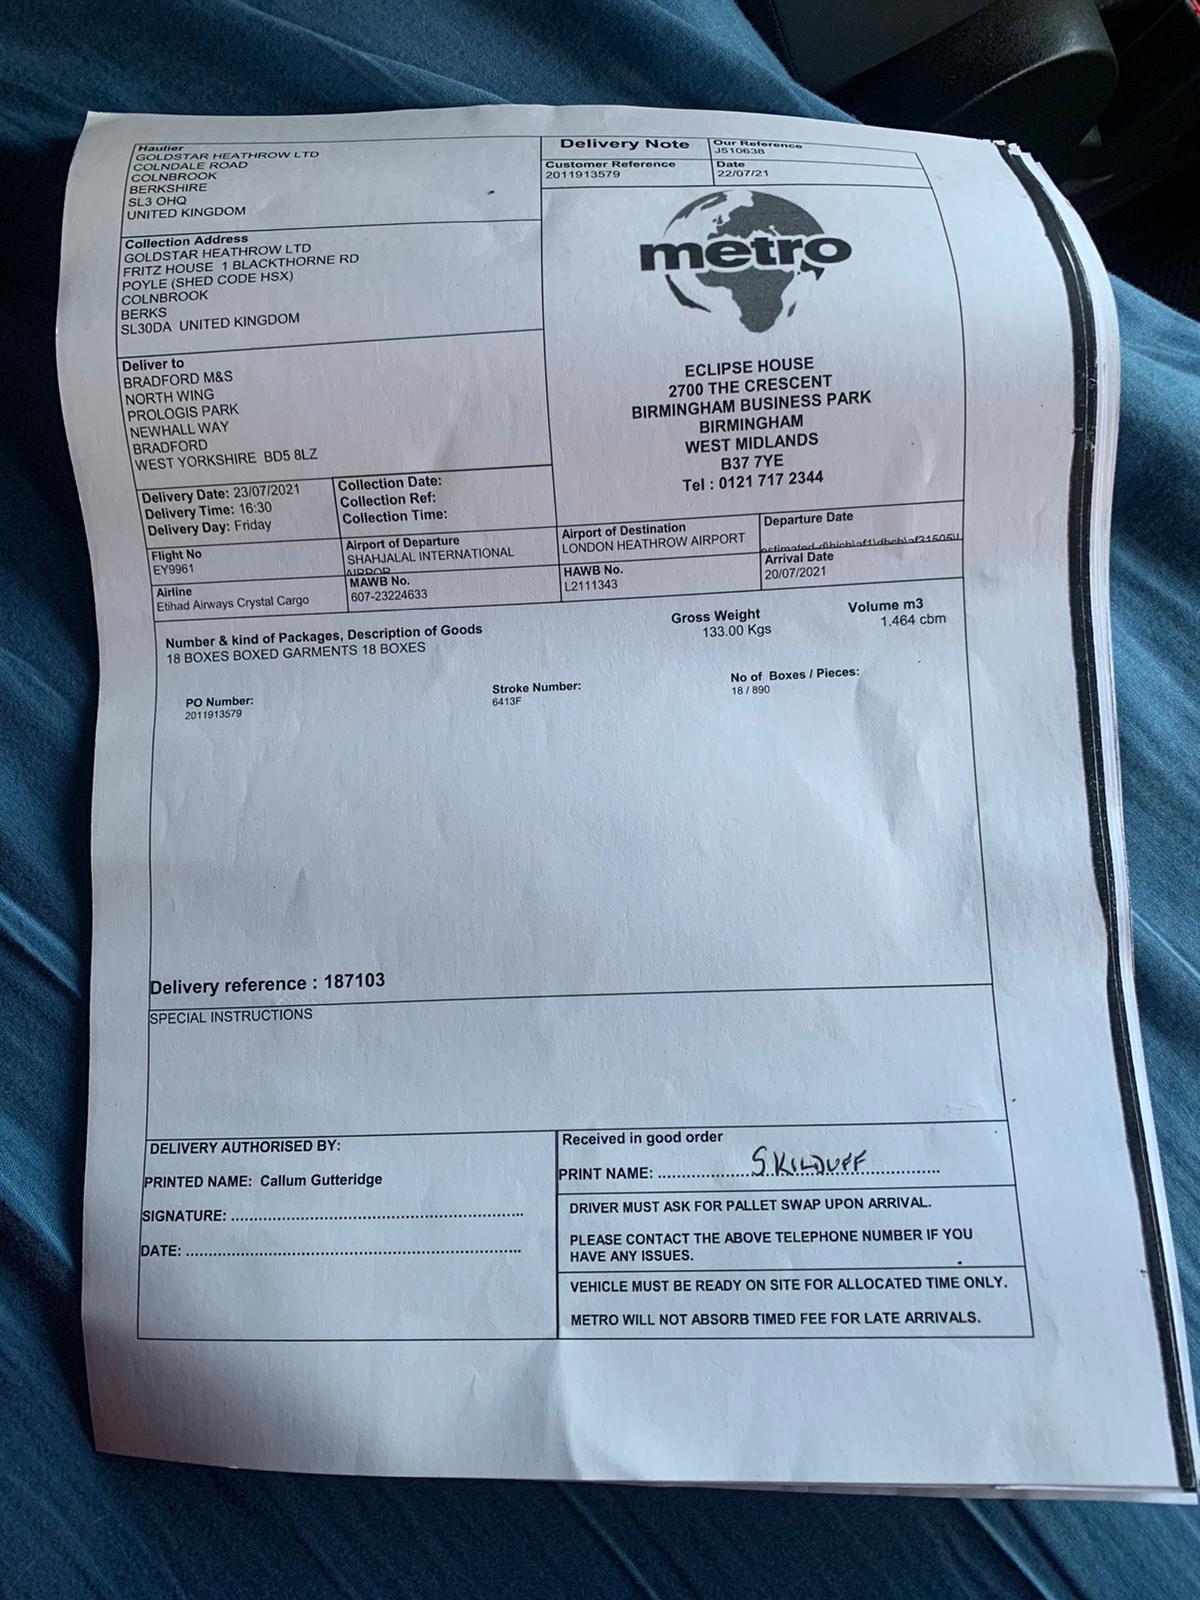 Haulier
GOLDSTAR HEATHROW LTD
COLNDALE ROAD
COLNBROOK
BERKSHIRE
SL3 OHQ
UNITED KINGDOM
Delivery Note
Our Reference
J510638
Customer Reference
2011913579
Date
22/07/21
Collection Address
GOLDSTAR HEATHROW LTD
FRITZ HOUSE 1 BLACKTHORNE RD
POYLE (SHED CODE HSX)
COLNBROOK
BERKS
SL30DA UNITED KINGDOM
metro
Deliver to
BRADFORD M&S
NORTH WING
PROLOGIS PARK
NEWHALL WAY
BRADFORD
WEST YORKSHIRE BD5 8LZ
ECLIPSE HOUSE
2700 THE CRESCENT
BIRMINGHAM BUSINESS PARK
BIRMINGHAM
WEST MIDLANDS
B37 7YE
Tel : 0121 717 2344
Delivery Date: 23/07/2021
Delivery Time: 16:30
Delivery Day: Friday
Collection Date:
Collection Ref:
Collection Time:
Flight No
EY9961
Airport of Departure
SHAHJALAL INTERNATIONAL
Airport of Destination
LONDON HEATHROW AIRPORT
Departure Date
Airline
Etihad Airways Crystal Cargo
MAWB No.
607-23224633
HAWB No.
L2111343
Arrival Date
20/07/2021
Number & kind of Packages, Description of Goods
18 BOXES BOXED GARMENTS 18 BOXES
Gross Weight
133.00 Kgs
Volume m3
1.464 cbm
PO Number:
2011913579
Stroke Number:
6413F
No of Boxes / Pieces:
18 / 890
Delivery reference : 187103
SPECIAL INSTRUCTIONS
DELIVERY AUTHORISED BY:
PRINTED NAME: Callum Gutteridge
SIGNATURE:
DATE:
Received in good order
PRINT NAME: S KILDUFF
DRIVER MUST ASK FOR PALLET SWAP UPON ARRIVAL.
PLEASE CONTACT THE ABOVE TELEPHONE NUMBER IF YOU
HAVE ANY ISSUES.
VEHICLE MUST BE READY ON SITE FOR ALLOCATED TIME ONLY.
METRO WILL NOT ABSORB TIMED FEE FOR LATE ARRIVALS.